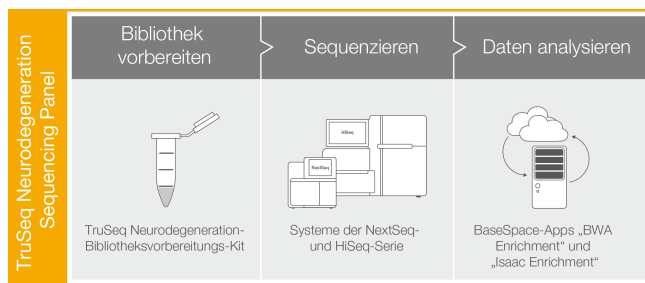 TruSeq Neurodegeneration
Sequencing Panel
Bibliothek
vorbereiten
Sequenzieren
Daten analysieren
HiSeq
NextSeq
TruSeq Neurodegeneration-
Bibliotheksvorbereitungs-Kit
Systeme der NextSeq-
und HiSeq-Serie
BaseSpace-Apps „BWA
Enrichment“ und
„Isaac Enrichment“